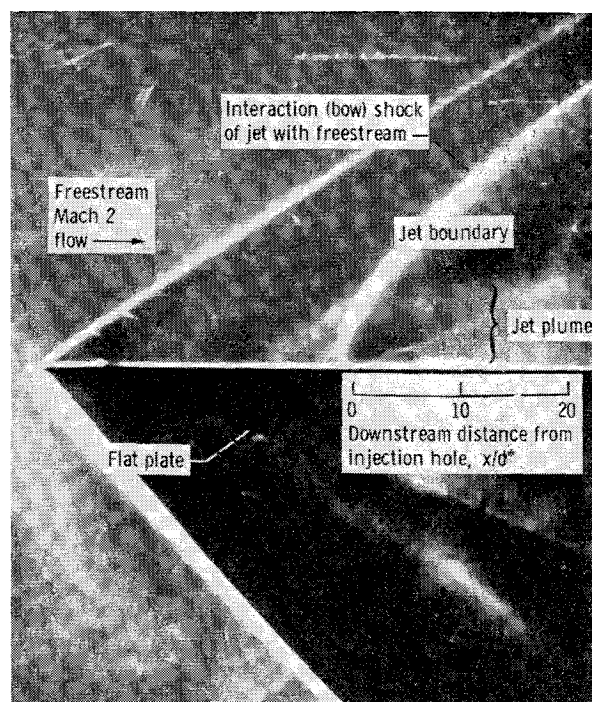 Interaction (bow) shock
of jet with freestream
Freestream
Mach 2
flow
Jet boundary
Jet plume
0 10 20
Downstream distance from
injection hole, x/d*
Flat plate